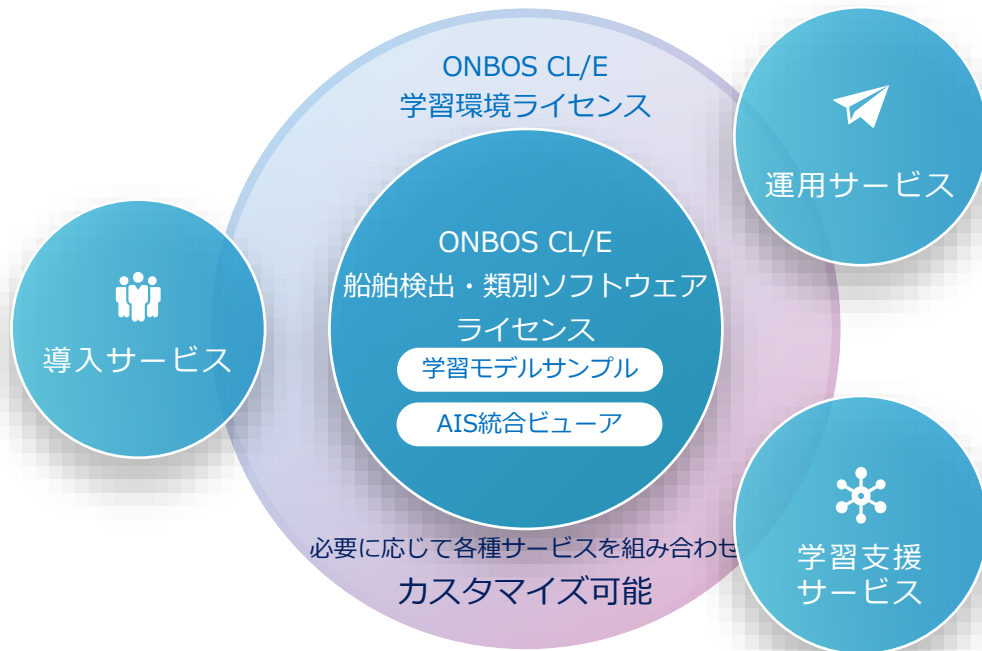 ONBOS CL/E
学習環境ライセンス
運用サービス
ONBOS CL/E
船舶検出・類別ソフトウェア
ライセンス
導入サービス
学習モデルサンプル
AIS統合ビューア
必要に応じて各種サービスを組み合わせ
カスタマイズ可能
学習支援
サービス